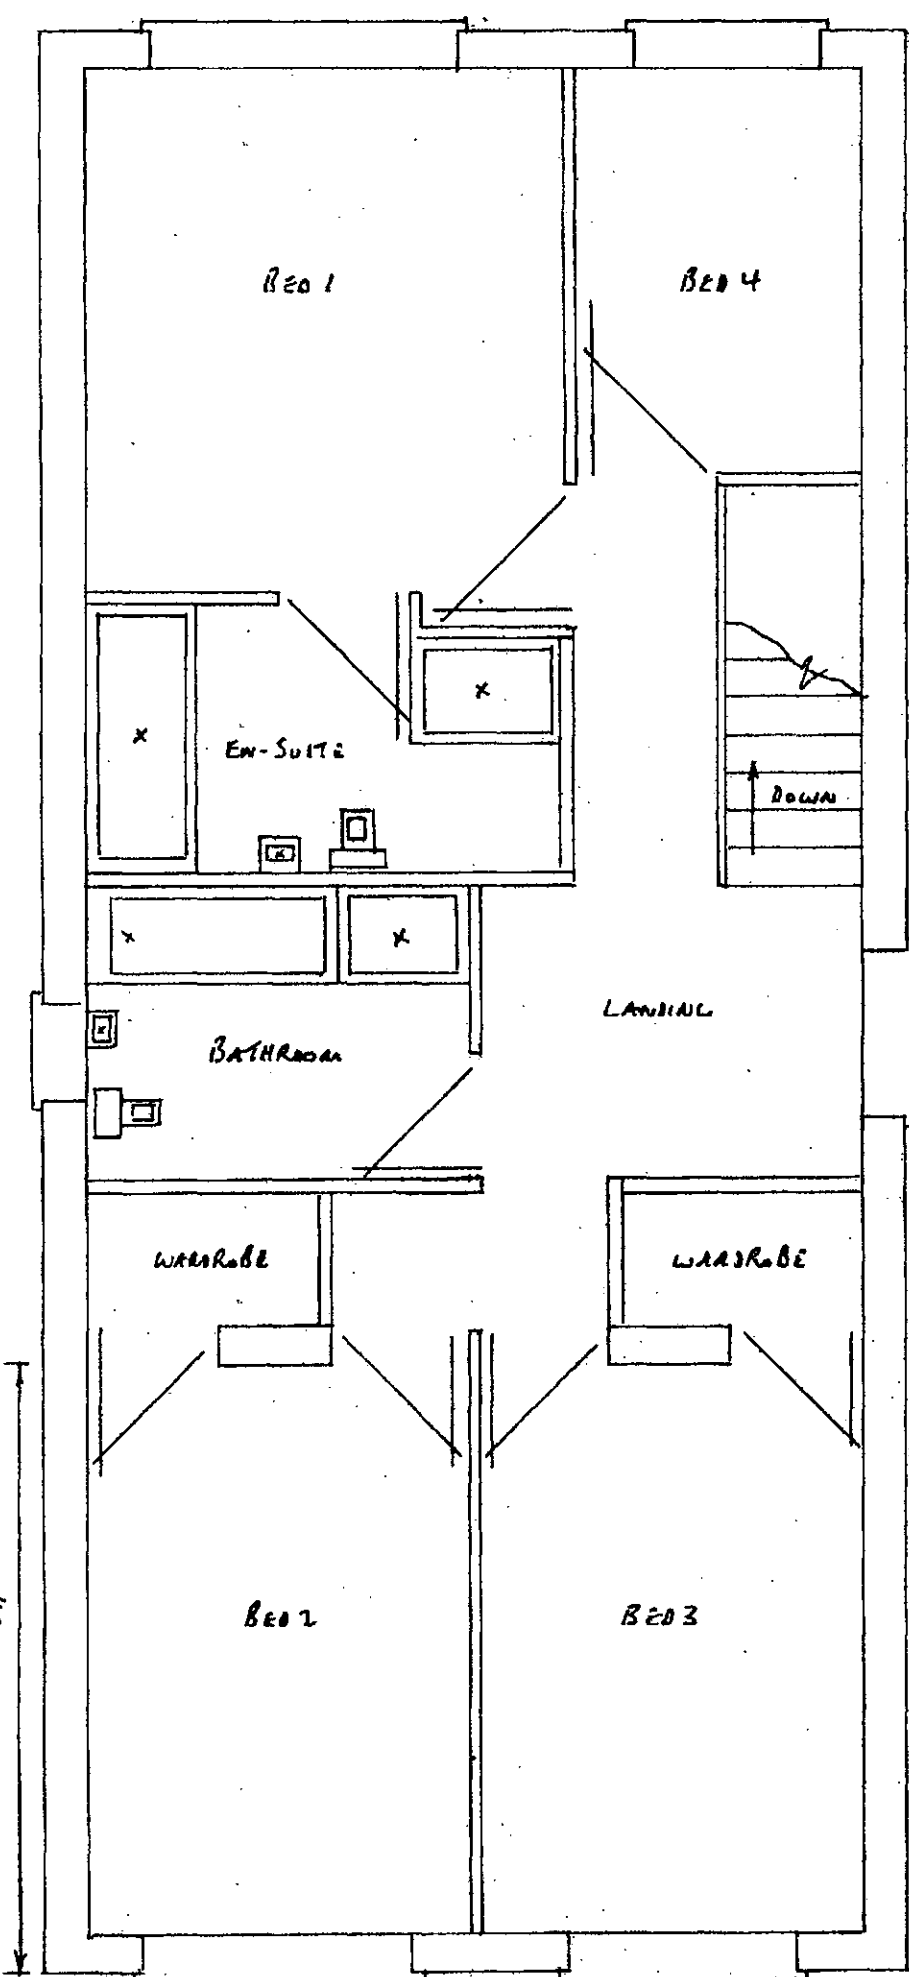 BED 1
BED 4
EN-SUITE
DOWN
LANDING
BATHROOM
WARDROBE
WARDROBE
BED 2
BED 3